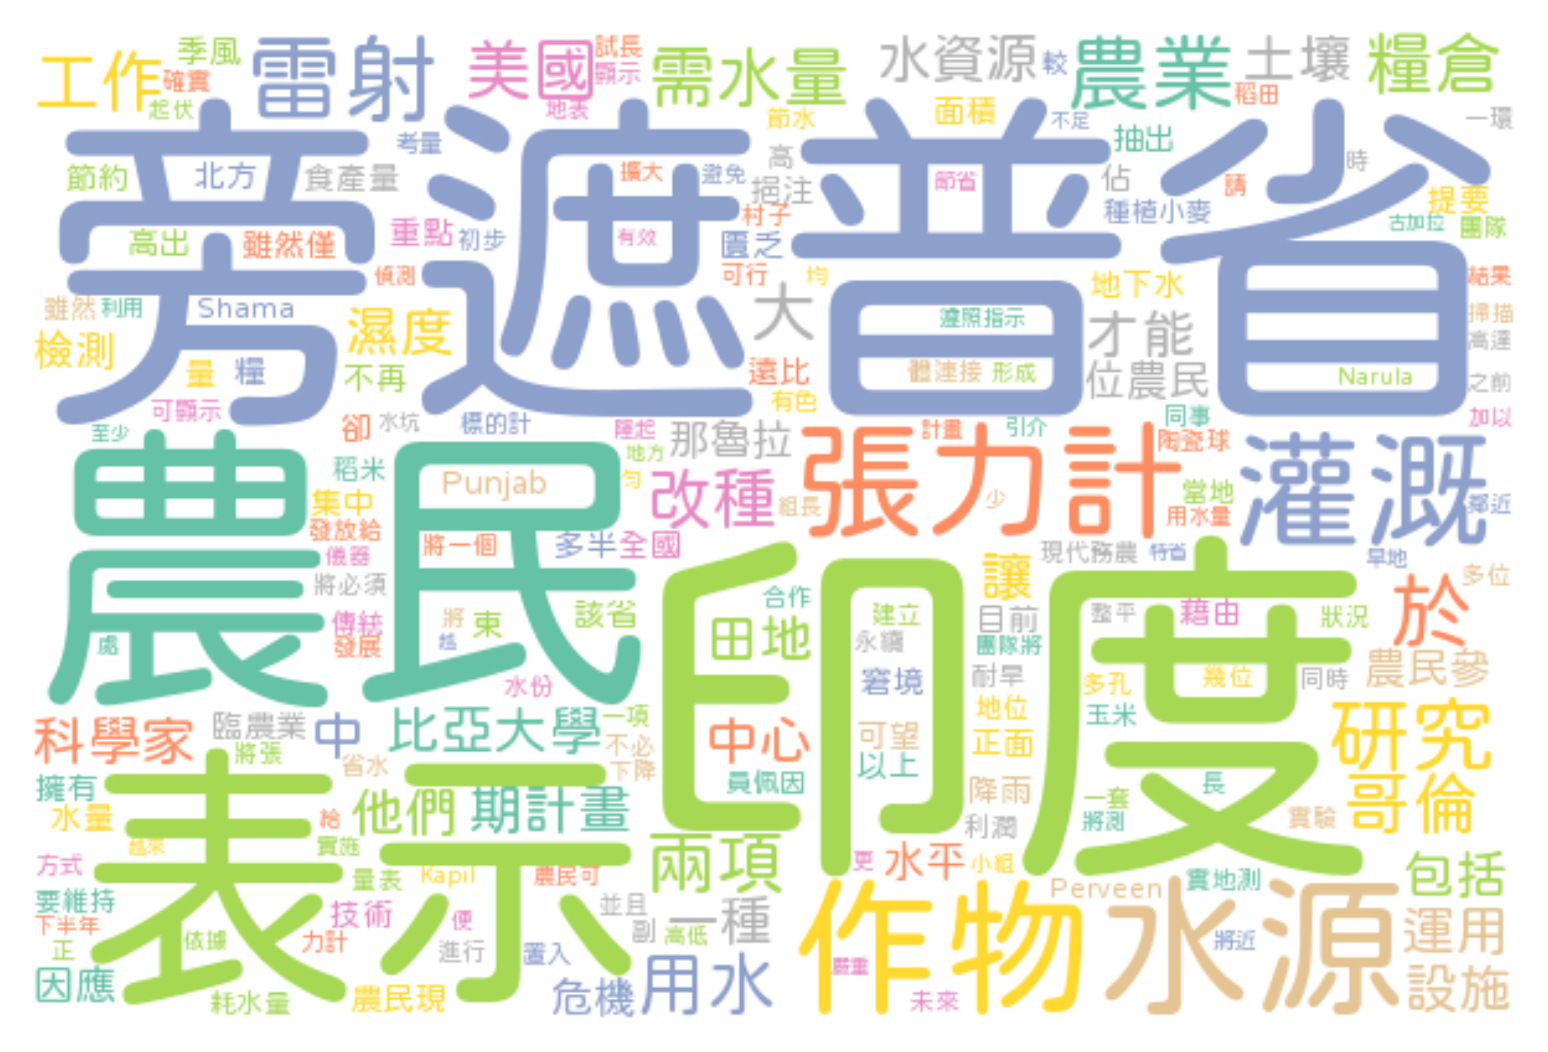 工作
季風
確實
起伏
雷射
美國
試長
顯示
地表
需水量
水資源
較
農業
土壤
稻田
糧倉
一環
旁遮普省
考量
節水
面積
不足
抽出
時
節約
北方
食產量
擴大
避免
高
挹注
節省
佔
種植小麥
請
提要
古加拉
團隊
高出
雖然僅
重點
初步
有效
村子
匱乏
偵測
可行
均
地下水
結果
雖然
利用
Shama
濕度
大
遵照指示
才能
掃描
高達
檢測
量
糧
不再
遠比
體連接
形成
位農民
Narula
之前
可顯示
有色
同事
加以
至少
卻
水坑
標的計
隆起
地方
那魯拉
計畫
引介
陶瓷球
農民
稻米
Punjab
勻
改種
組長
張力計
少
當地
用水量
灌溉
鄰近
集中
發放給
儀器
將一個
多半
全國
現代務農
特省
旱地
多位
將必須
印度
讓
傳統
發展
將
越
束
該省
合作
田地
建立
永續
目前
團隊將
整平
藉由
狀況
於
處
水份
窘境
耐旱
多孔
幾位
同時
農民參
科學家
臨農業
將張
中
比亞大學
一項
不必
下降
中心
可望
以上
地位
正面
玉米
研究
省水
擁有
水量
表示
給
他們
期計畫
員佩因
降雨
利潤
一套
將測
長
實驗
哥倫
越來
實施
方式
量表
Kapil
農民可
兩項
更
水平
小組
Perveen
實地測
包括
要維持
下半年
正
依據
技術
力計
便
進行
並且
副
高低
一種
作物
水源
將近
運用
因應
耗水量
農民現
置入
危機
用水
嚴重
未來
設施